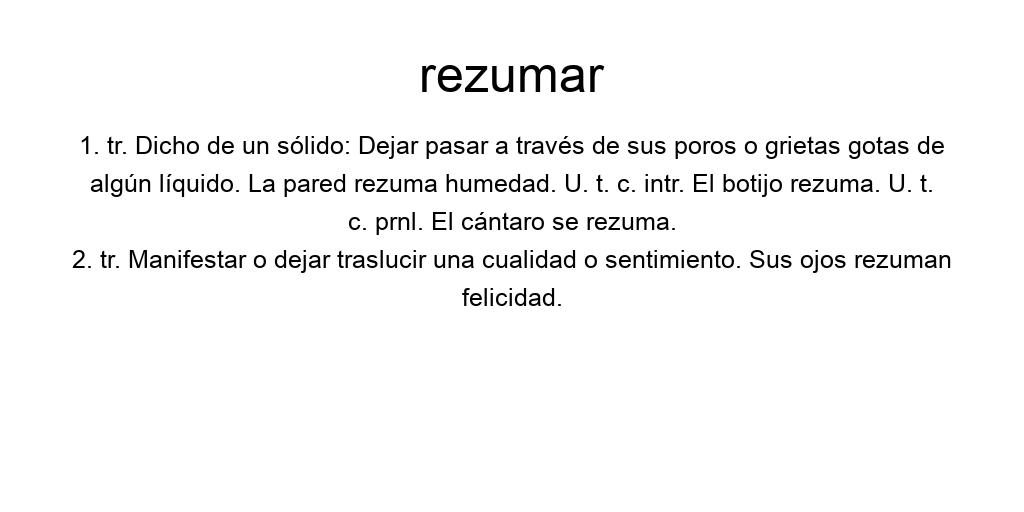 rezumar
1. tr. Dicho de un sólido: Dejar pasar a través de sus poros o grietas gotas de
algún líquido. La pared rezuma humedad. U. t. c. intr. El botijo rezuma. U. t.
c. prnl. El cántaro se rezuma.
2. tr. Manifestar o dejar traslucir una cualidad o sentimiento. Sus ojos rezuman
felicidad.